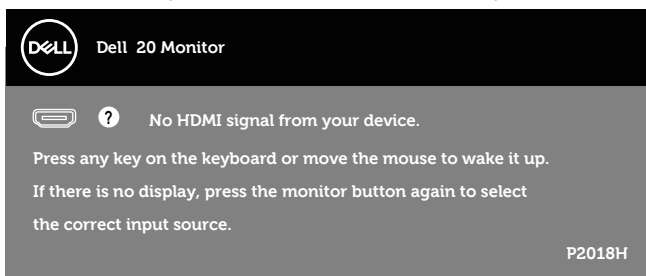 DELL Dell 20 Monitor
? No HDMI signal from your device.
Press any key on the keyboard or move the mouse to wake it up.
If there is no display, press the monitor button again to select
the correct input source.
P2018H